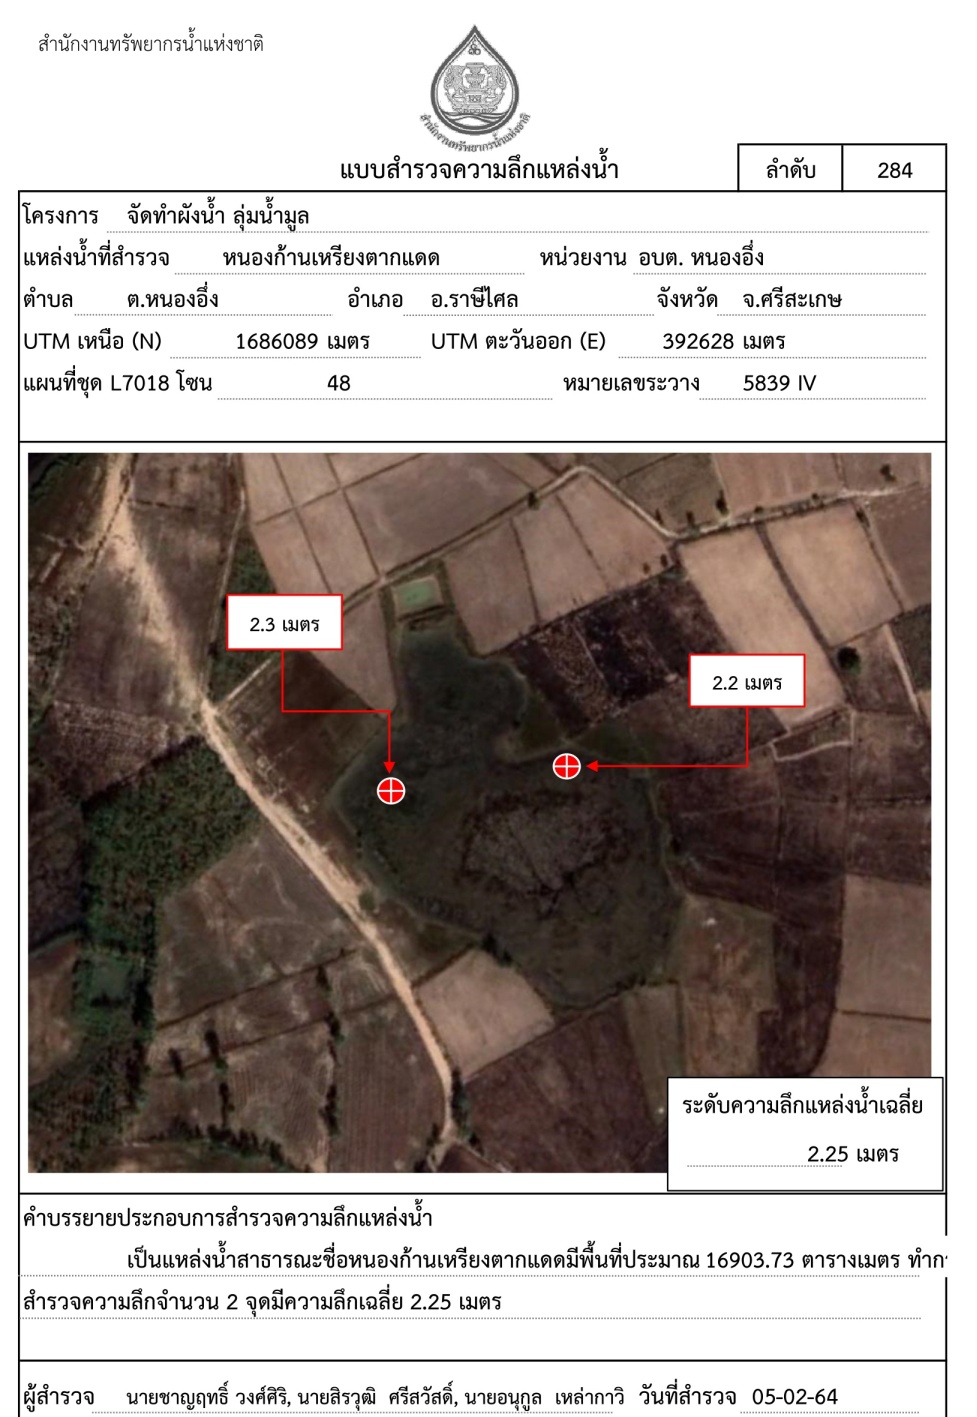 สำนักงานทรัพยากรน้ำแห่งชาติ
สำนักงานทรัพยากรน้ำแห่งชาติ
แบบสำรวจความลึกแหล่งน้ำ ลำดับ 284
โครงการ จัดทำผังน้ำ ลุ่มน้ำมูล
แหล่งน้ำที่สำรวจ หนองก้านเหรียงตากแดด หน่วยงาน อบต. หนองอึ่ง
ตำบล ต.หนองอึ่ง อำเภอ อ.ราษีไศล จังหวัด จ.ศรีสะเกษ
UTM เหนือ (N) 1686089 เมตร UTM ตะวันออก (E) 392628 เมตร
แผนที่ชุด L7018 โซน 48 หมายเลขระวาง 5839 IV
2.3 เมตร
2.2 เมตร
ระดับความลึกแหล่งน้ำเฉลี่ย
2.25 เมตร
คำบรรยายประกอบการสำรวจความลึกแหล่งน้ำ
เป็นแหล่งน้ำสาธารณะชื่อหนองก้านเหรียงตากแดดมีพื้นที่ประมาณ 16903.73 ตารางเมตร ทำก
สำรวจความลึกจำนวน 2 จุดมีความลึกเฉลี่ย 2.25 เมตร
ผู้สำรวจ นายชาญฤทธิ์ วงศ์ศิริ, นายสิรวุฒิ ศรีสวัสดิ์, นายอนุกูล เหล่ากาวิ วันที่สำรวจ 05-02-64